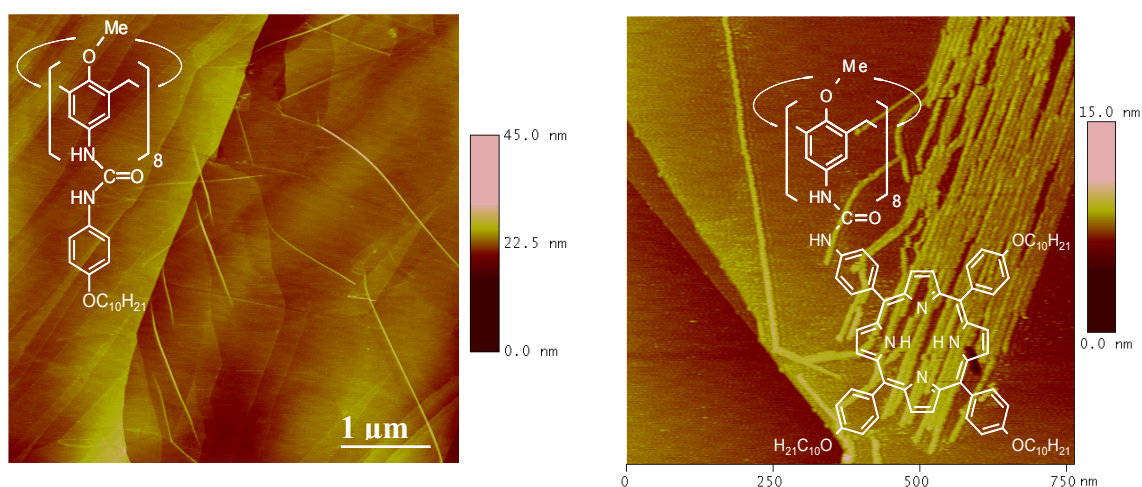 Me
O
8
HN
C=O
HN
OC10H21
45.0 nm
22.5 nm
0.0 nm
1 μm
Me
O
8
HN
C=O
HN
OC10H21
N
NH
HN
N
H21C10O
OC10H21
15.0 nm
0.0 nm
0
250
500
750 nm